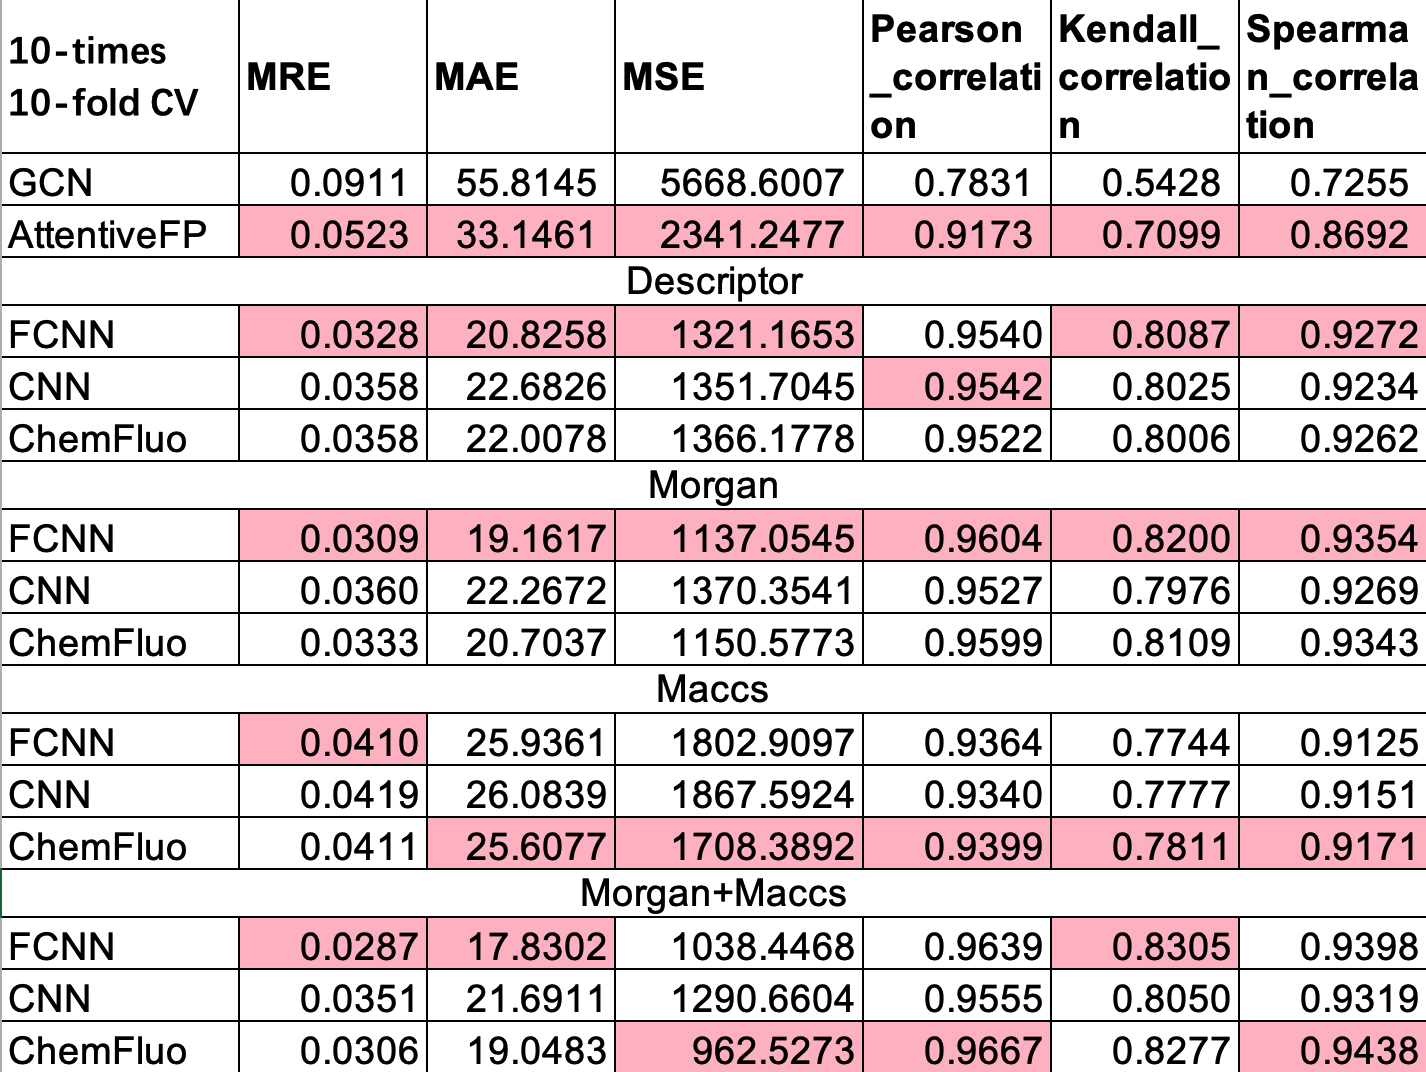 10-times 10-fold CV MRE MAE MSE Pearson_correlation Kendall_correlation Spearman_correlation
GCN 0.0911 55.8145 5668.6007 0.7831 0.5428 0.7255
AttentiveFP 0.0523 33.1461 2341.2477 0.9173 0.7099 0.8692
Descriptor
FCNN 0.0328 20.8258 1321.1653 0.9540 0.8087 0.9272
CNN 0.0358 22.6826 1351.7045 0.9542 0.8025 0.9234
ChemFluo 0.0358 22.0078 1366.1778 0.9522 0.8006 0.9262
Morgan
FCNN 0.0309 19.1617 1137.0545 0.9604 0.8200 0.9354
CNN 0.0360 22.2672 1370.3541 0.9527 0.7976 0.9269
ChemFluo 0.0333 20.7037 1150.5773 0.9599 0.8109 0.9343
Maccs
FCNN 0.0410 25.9361 1802.9097 0.9364 0.7744 0.9125
CNN 0.0419 26.0839 1867.5924 0.9340 0.7777 0.9151
ChemFluo 0.0411 25.6077 1708.3892 0.9399 0.7811 0.9171
Morgan+Maccs
FCNN 0.0287 17.8302 1038.4468 0.9639 0.8305 0.9398
CNN 0.0351 21.6911 1290.6604 0.9555 0.8050 0.9319
ChemFluo 0.0306 19.0483 962.5273 0.9667 0.8277 0.9438